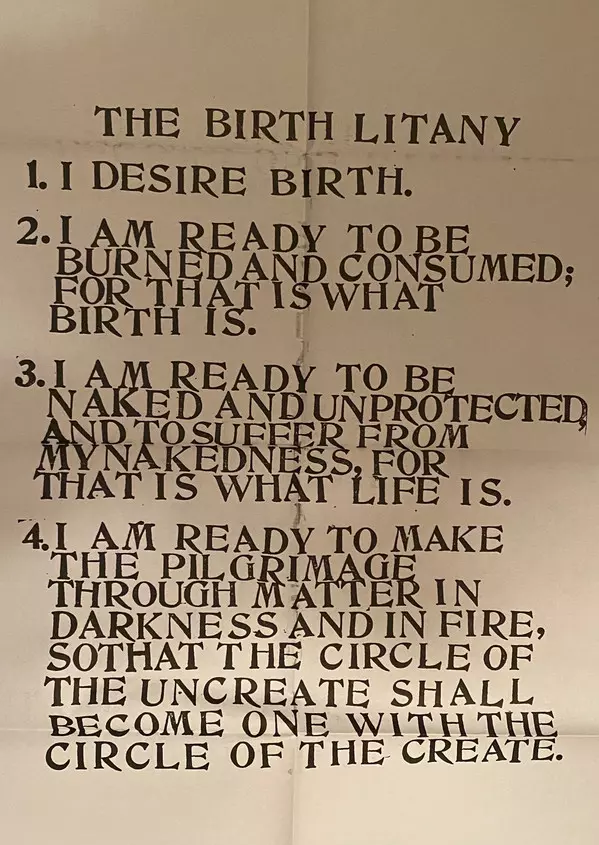 THE BIRTH LITANY
1. I DESIRE BIRTH.
2. I AM READY TO BE
BURNED AND CONSUMED;
FOR THAT IS WHAT
BIRTH IS.
3. I AM READY TO BE
NAKED AND UNPROTECTED,
AND TO SUFFER FROM
MY NAKEDNESS, FOR
THAT IS WHAT LIFE IS.
4. I AM READY TO MAKE
THE PILGRIMAGE
THROUGH MATTER IN
DARKNESS AND IN FIRE,
SO THAT THE CIRCLE OF
THE UNCREATE SHALL
BECOME ONE WITH THE
CIRCLE OF THE CREATE.